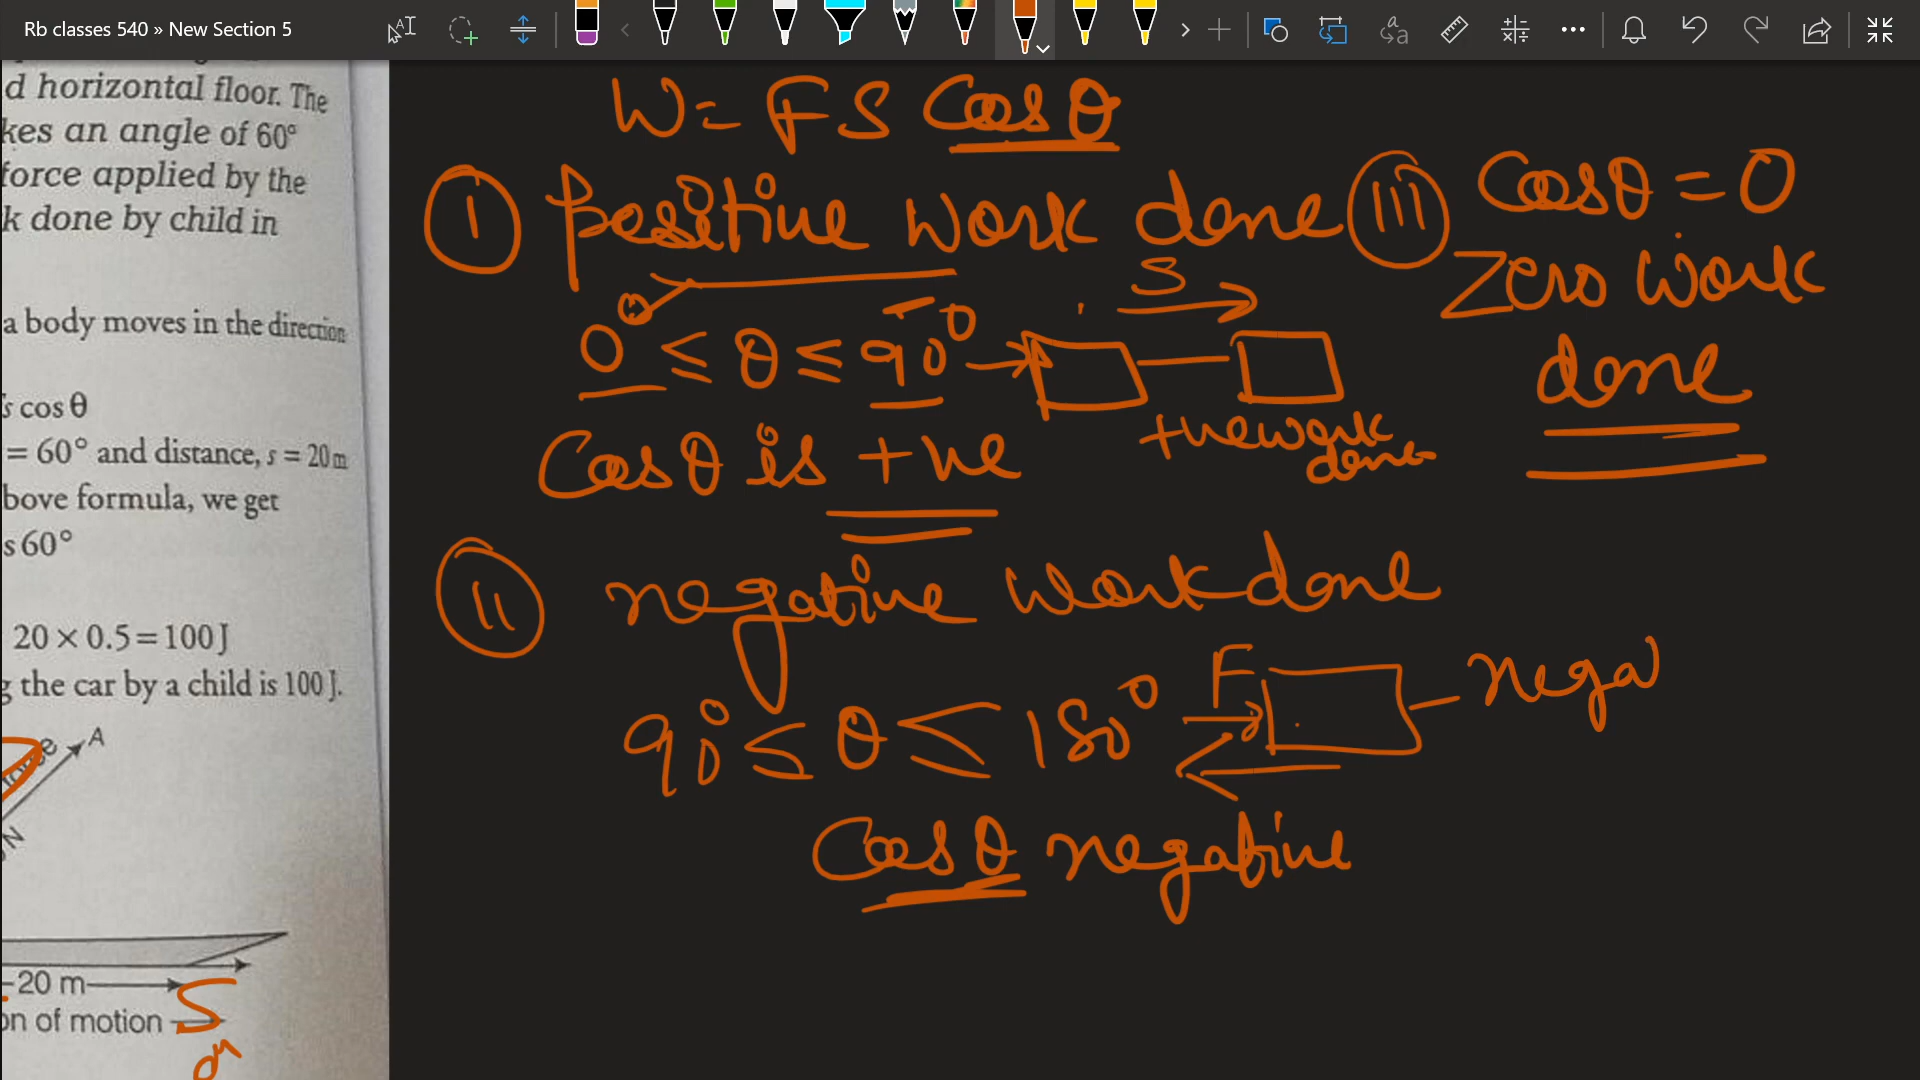 Rb classes 540 » New Section 5
d horizontal floor. The
kes an angle of 60°
force applied by the
k done by child in
a body moves in the direction
s cos θ
= 60° and distance, s = 20 m
bove formula, we get
s 60°
20 × 0.5 = 100 J
g the car by a child is 100 J.
A
N
20 m
on of motion
S
W = F S Cos θ
I positive work done
0° ≤ θ ≤ 90°
S
+ve work done
Cos θ is +ve
II negative work done
90° ≤ θ ≤ 180°
F
nega
Cos θ negative
III Cos θ = 0
Zero work
done